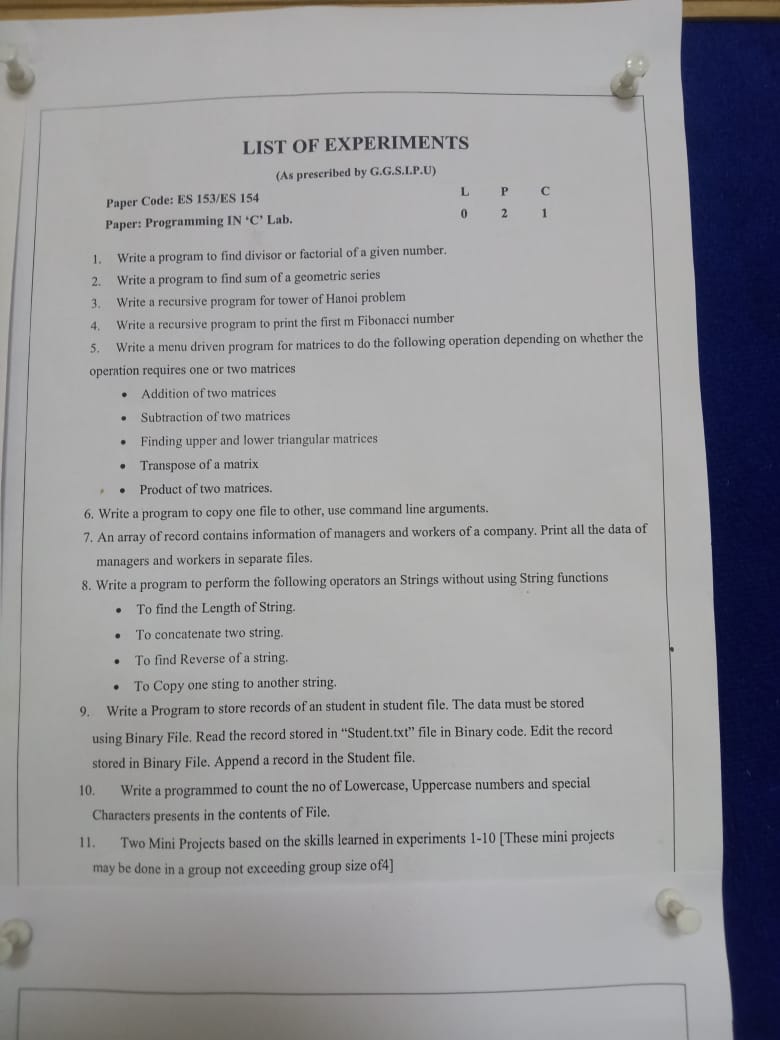 LIST OF EXPERIMENTS
(As prescribed by G.G.S.I.P.U)
Paper Code: ES 153/ES 154 L P C
Paper: Programming IN ‘C’ Lab. 0 2 1
1. Write a program to find divisor or factorial of a given number.
2. Write a program to find sum of a geometric series
3. Write a recursive program for tower of Hanoi problem
4. Write a recursive program to print the first m Fibonacci number
5. Write a menu driven program for matrices to do the following operation depending on whether the
operation requires one or two matrices
• Addition of two matrices
• Subtraction of two matrices
• Finding upper and lower triangular matrices
• Transpose of a matrix
• Product of two matrices.
6. Write a program to copy one file to other, use command line arguments.
7. An array of record contains information of managers and workers of a company. Print all the data of
managers and workers in separate files.
8. Write a program to perform the following operators an Strings without using String functions
• To find the Length of String.
• To concatenate two string.
• To find Reverse of a string.
• To Copy one sting to another string.
9. Write a Program to store records of an student in student file. The data must be stored
using Binary File. Read the record stored in “Student.txt” file in Binary code. Edit the record
stored in Binary File. Append a record in the Student file.
10. Write a programmed to count the no of Lowercase, Uppercase numbers and special
Characters presents in the contents of File.
11. Two Mini Projects based on the skills learned in experiments 1-10 [These mini projects
may be done in a group not exceeding group size of4]